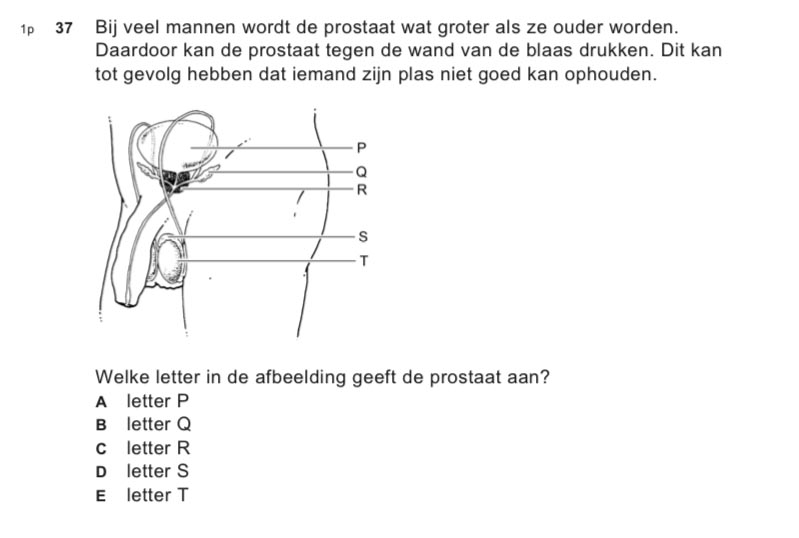 1p 37 Bij veel mannen wordt de prostaat wat groter als ze ouder worden.
Daardoor kan de prostaat tegen de wand van de blaas drukken. Dit kan
tot gevolg hebben dat iemand zijn plas niet goed kan ophouden.
P
Q
R
S
T
Welke letter in de afbeelding geeft de prostaat aan?
A letter P
B letter Q
C letter R
D letter S
E letter T